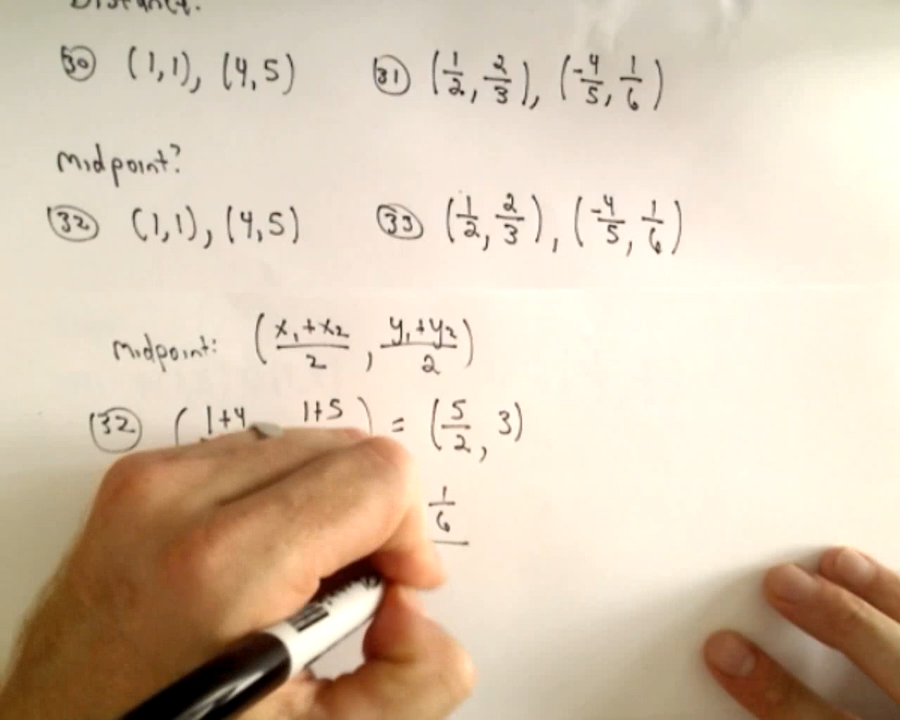 Distance:
(30) (1,1), (4,5) (31) (1/2, 2/3), (-4/5, 1/6)
Midpoint?
(32) (1,1), (4,5) (33) (1/2, 2/3), (-4/5, 1/6)
Midpoint: (x₁+x₂/2, y₁+y₂/2)
(32) (1+4 1+5) = (5/2, 3)
1/6